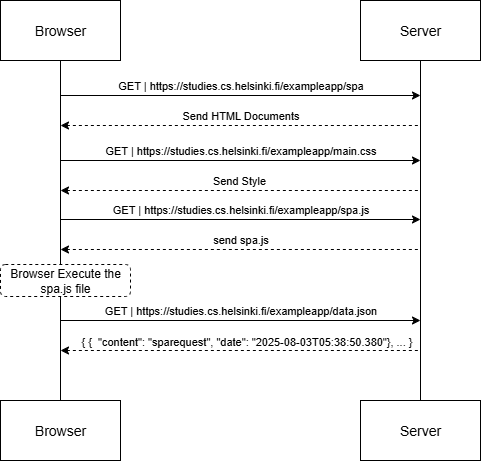 Browser
Server
GET | https://studies.cs.helsinki.fi/exampleapp/spa
Send HTML Documents
GET | https://studies.cs.helsinki.fi/exampleapp/main.css
Send Style
GET | https://studies.cs.helsinki.fi/exampleapp/spa.js
send spa.js
Browser Execute the
spa.js file
GET | https://studies.cs.helsinki.fi/exampleapp/data.json
{ {  "content": "sparequest", "date": "2025-08-03T05:38:50.380"}, ... }
Browser
Server